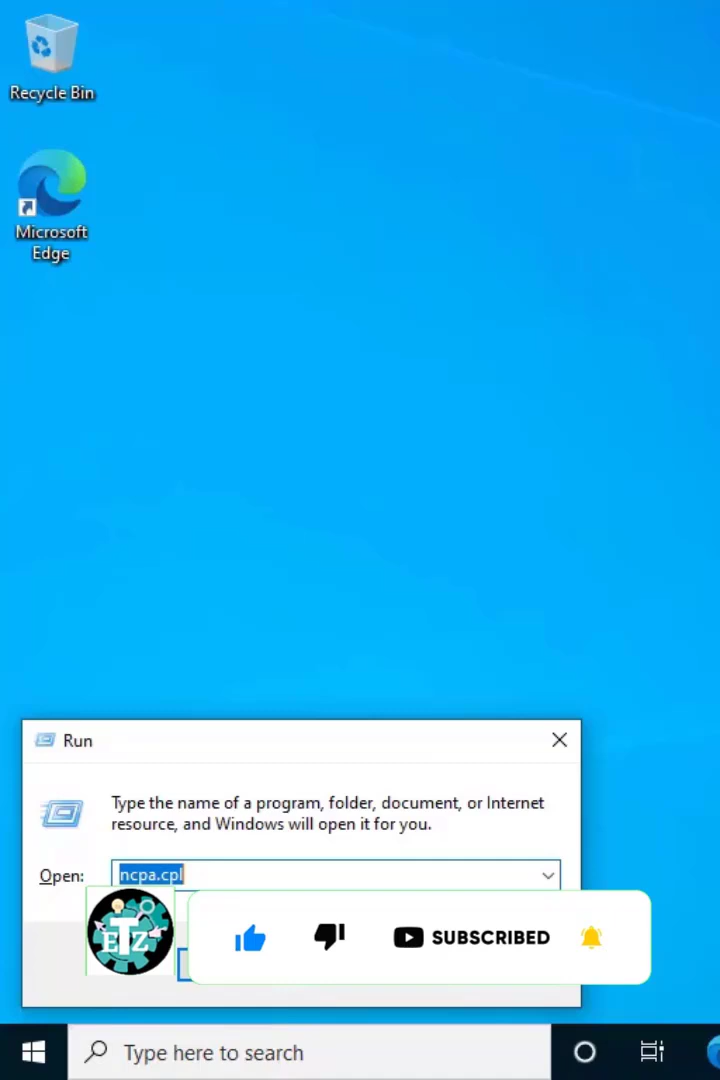 Recycle Bin
Microsoft
Edge
Run
Type the name of a program, folder, document, or Internet
resource, and Windows will open it for you.
Open: ncpa.cpl
ETZ
SUBSCRIBED
Type here to search